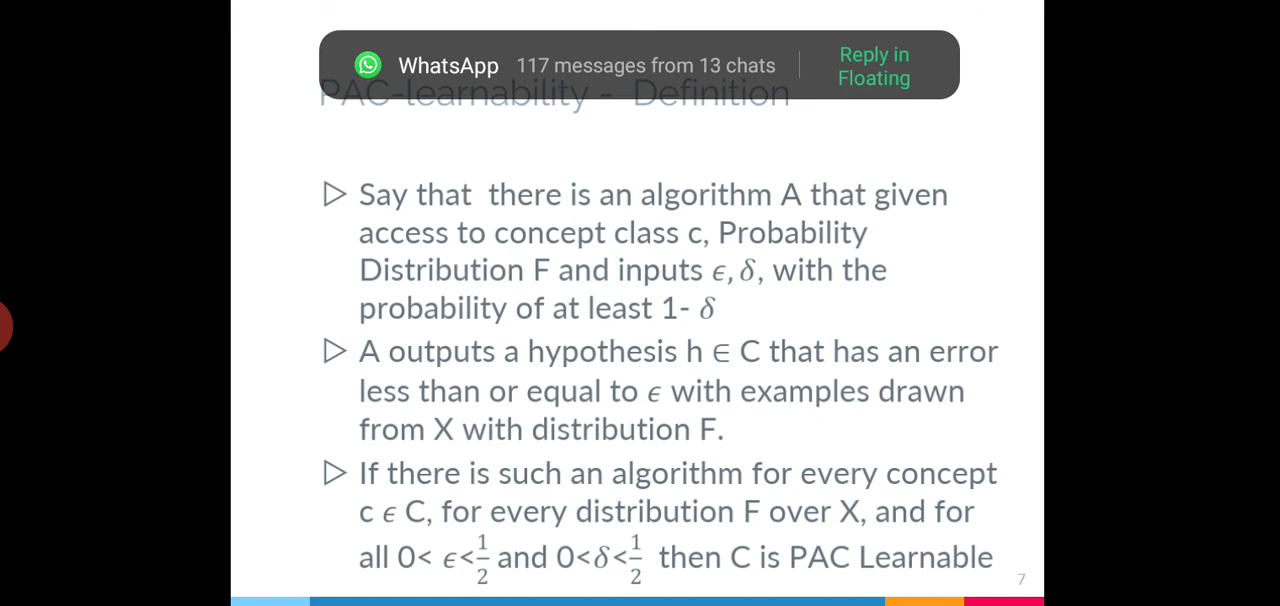 WhatsApp 117 messages from 13 chats Reply in Floating
PAC-learnability - Definition
▷ Say that there is an algorithm A that given
access to concept class c, Probability
Distribution F and inputs ϵ, δ, with the
probability of at least 1- δ
▷ A outputs a hypothesis h ∈ C that has an error
less than or equal to ϵ with examples drawn
from X with distribution F.
▷ If there is such an algorithm for every concept
c ϵ C, for every distribution F over X, and for
all 0< ϵ<1/2 and 0<δ<1/2 then C is PAC Learnable
7